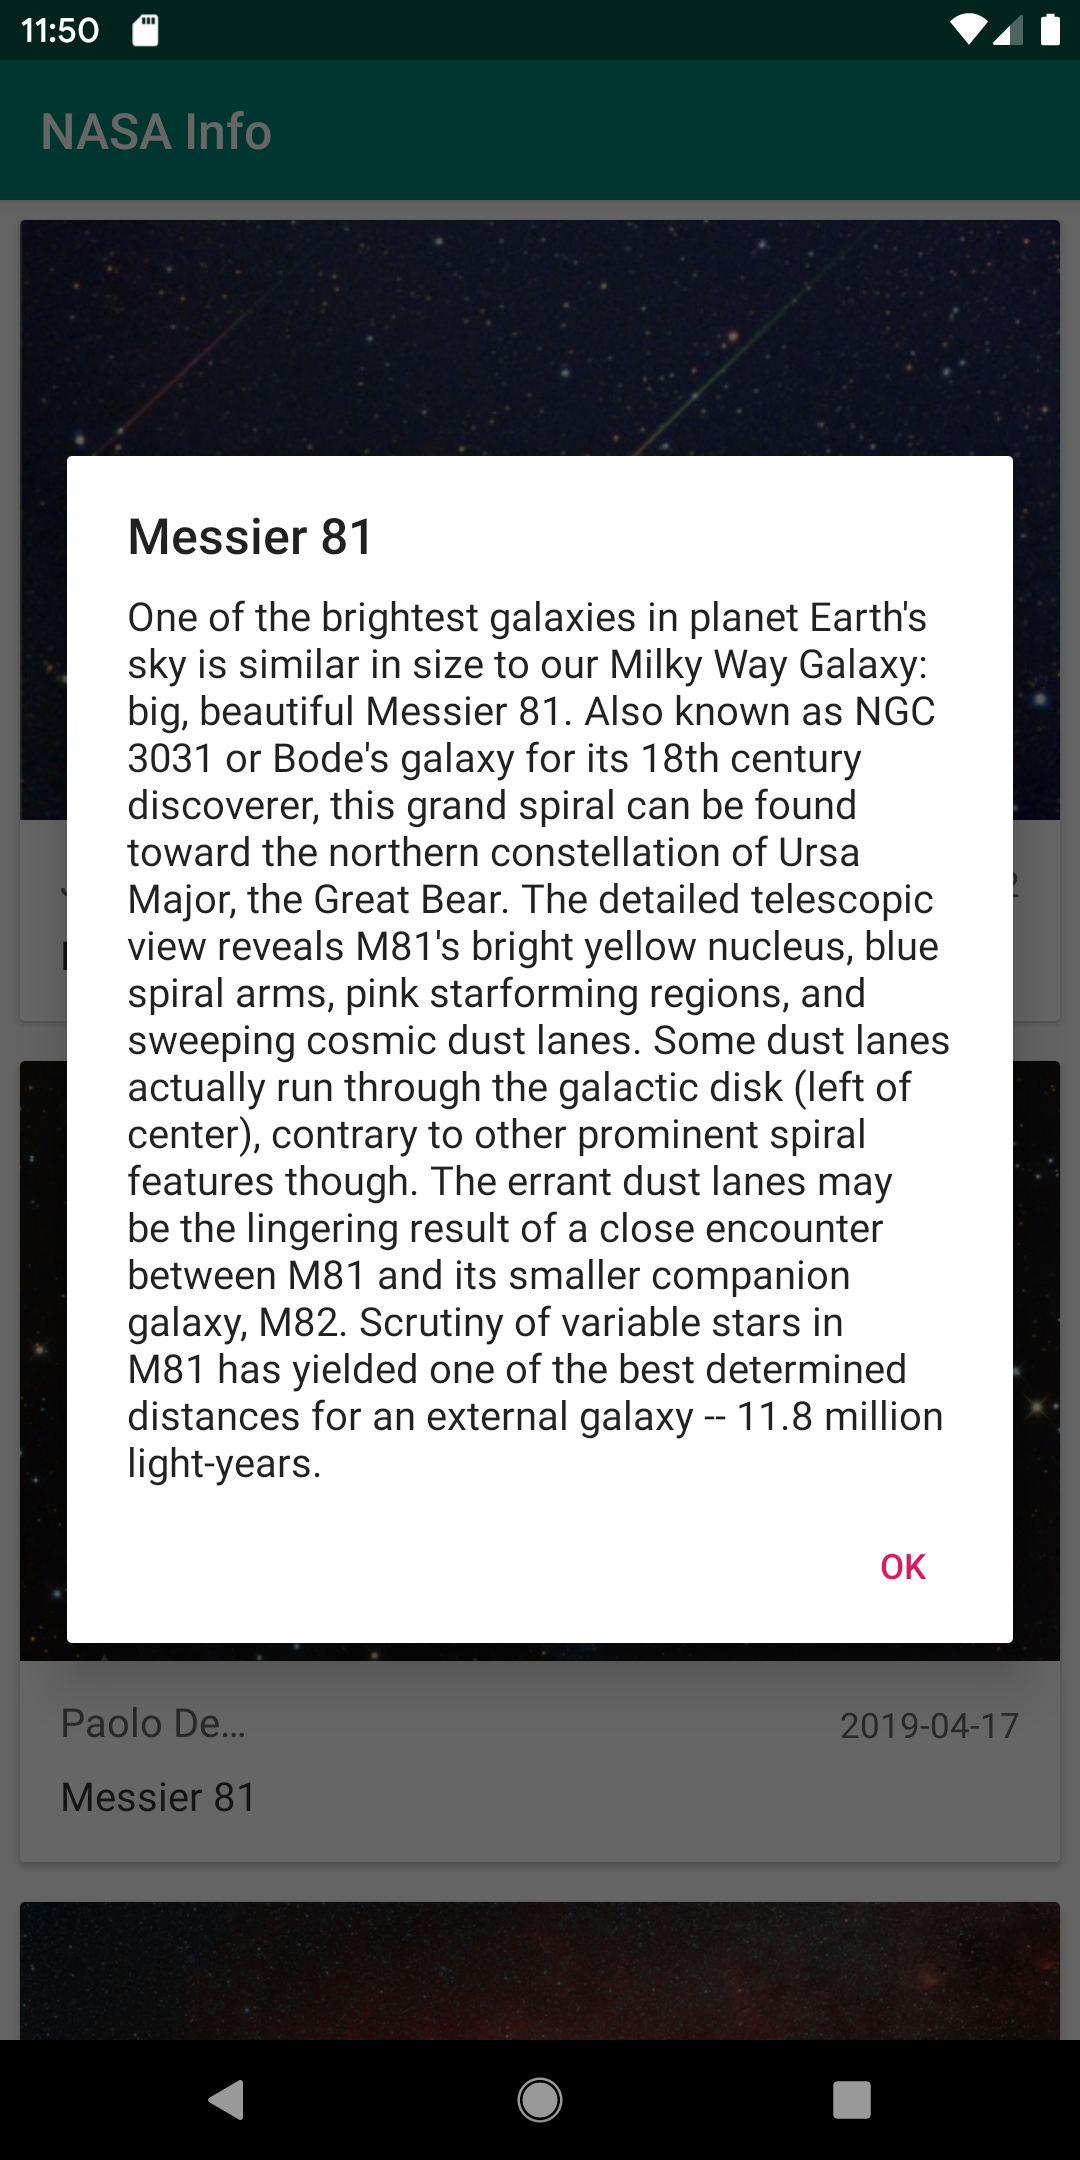 11:50
NASA Info
Messier 81
One of the brightest galaxies in planet Earth's
sky is similar in size to our Milky Way Galaxy:
big, beautiful Messier 81. Also known as NGC
3031 or Bode's galaxy for its 18th century
discoverer, this grand spiral can be found
toward the northern constellation of Ursa
Major, the Great Bear. The detailed telescopic
view reveals M81's bright yellow nucleus, blue
spiral arms, pink starforming regions, and
sweeping cosmic dust lanes. Some dust lanes
actually run through the galactic disk (left of
center), contrary to other prominent spiral
features though. The errant dust lanes may
be the lingering result of a close encounter
between M81 and its smaller companion
galaxy, M82. Scrutiny of variable stars in
M81 has yielded one of the best determined
distances for an external galaxy -- 11.8 million
light-years.
OK
Paolo De...
2019-04-17
Messier 81